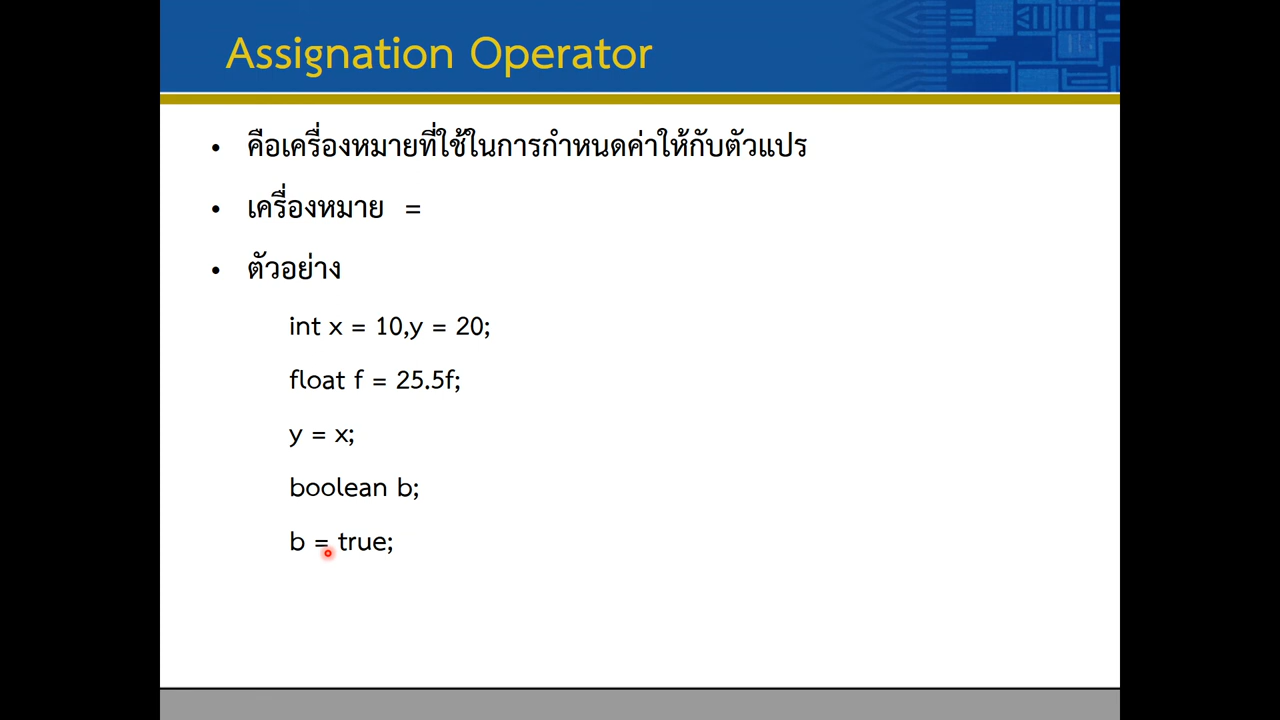 Assignation Operator
• คือเครื่องหมายที่ใช้ในการกำหนดค่าให้กับตัวแปร
• เครื่องหมาย =
• ตัวอย่าง
int x = 10,y = 20;
float f = 25.5f;
y = x;
boolean b;
b = true;